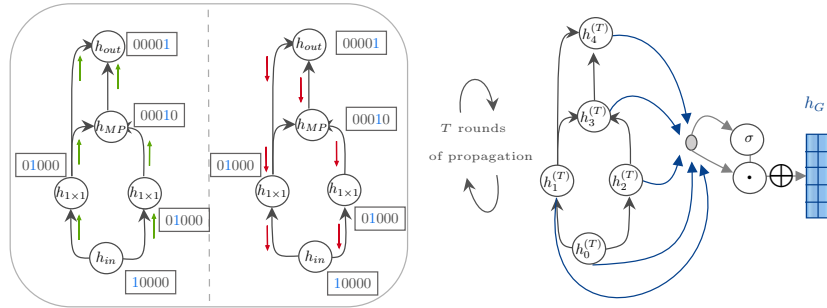 h_out 00001
h_MP 00010
01000
h_1×1 h_1×1
01000
h_in
10000
h_out 00001
h_MP 00010
01000
h_1×1 h_1×1
01000
h_in
10000
T rounds
of propagation
h_4^(T)
h_3^(T)
h_1^(T) h_2^(T)
h_0^(T)
σ
·
h_G